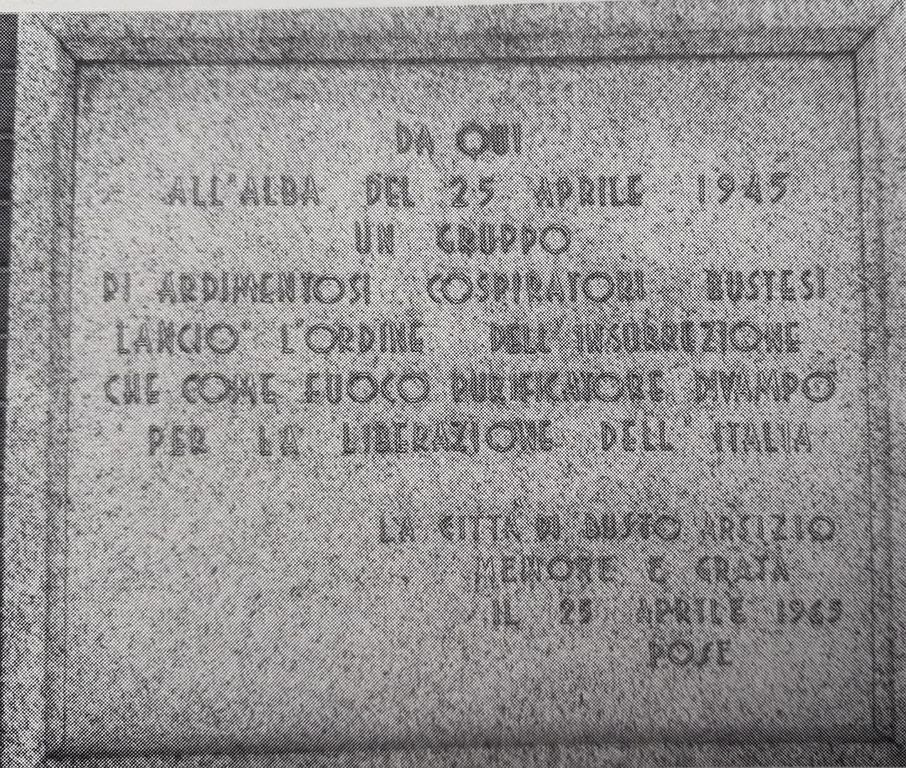 DA QUI
ALL'ALBA DEL 25 APRILE 1945
UN GRUPPO
DI ARDIMENTOSI COSPIRATORI BUSTESI
LANCIO' L'ORDINE DELL'INSURREZIONE
CHE COME FUOCO PURIFICATORE DIVAMPO'
PER LA LIBERAZIONE DELL'ITALIA
LA CITTÀ DI BUSTO ARSIZIO
MEMORE E GRATA
IL 25 APRILE 1965
POSE